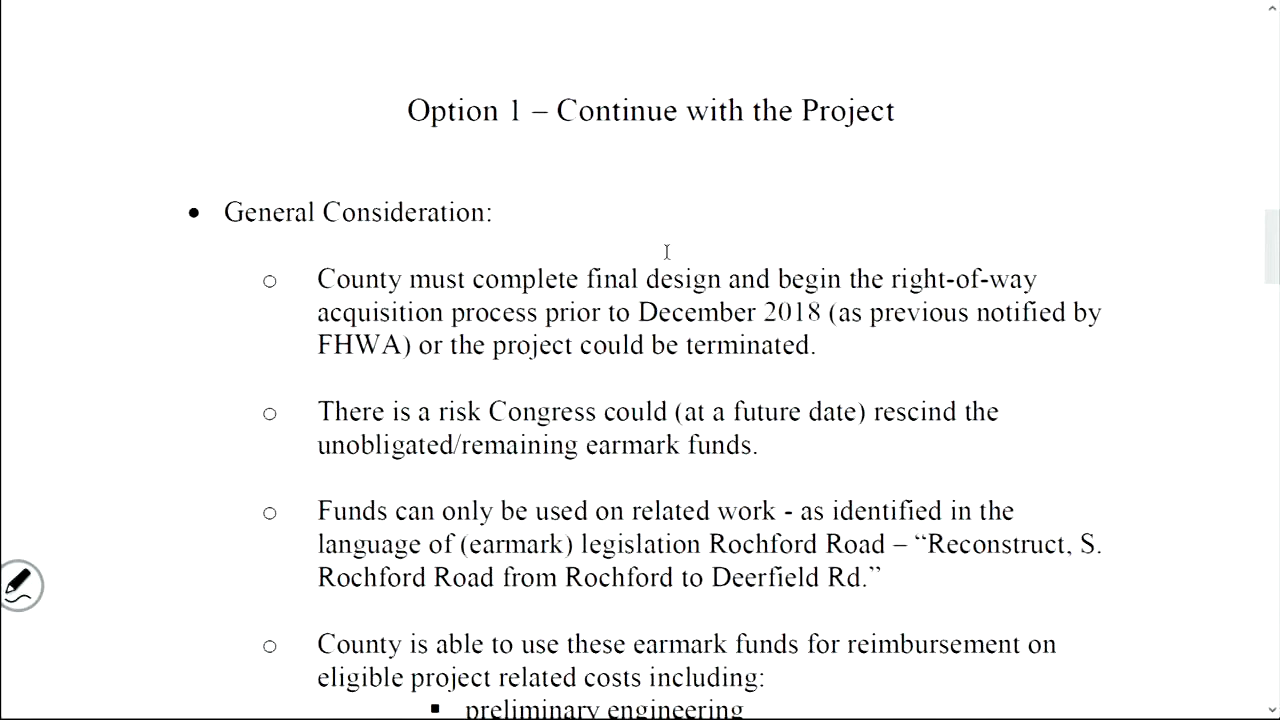 Option 1 – Continue with the Project
• General Consideration:
○ County must complete final design and begin the right-of-way
acquisition process prior to December 2018 (as previous notified by
FHWA) or the project could be terminated.
○ There is a risk Congress could (at a future date) rescind the
unobligated/remaining earmark funds.
○ Funds can only be used on related work - as identified in the
language of (earmark) legislation Rochford Road – “Reconstruct, S.
Rochford Road from Rochford to Deerfield Rd.”
○ County is able to use these earmark funds for reimbursement on
eligible project related costs including:
▪ preliminary engineering